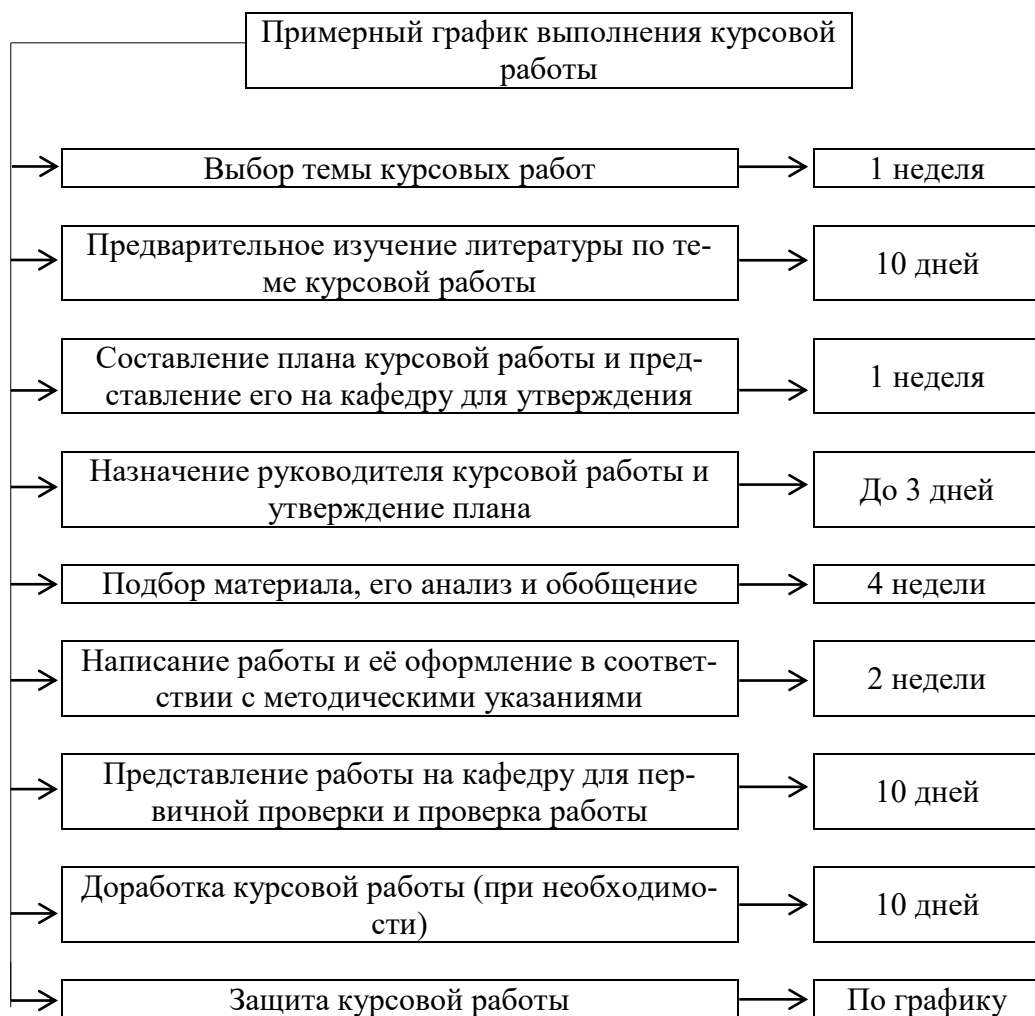 Примерный график выполнения курсовой
работы
Выбор темы курсовых работ
1 неделя
Предварительное изучение литературы по те-
ме курсовой работы
10 дней
Составление плана курсовой работы и пред-
ставление его на кафедру для утверждения
1 неделя
Назначение руководителя курсовой работы и
утверждение плана
До 3 дней
Подбор материала, его анализ и обобщение
4 недели
Написание работы и её оформление в соответ-
ствии с методическими указаниями
2 недели
Представление работы на кафедру для пер-
вичной проверки и проверка работы
10 дней
Доработка курсовой работы (при необходимо-
сти)
10 дней
Защита курсовой работы
По графику